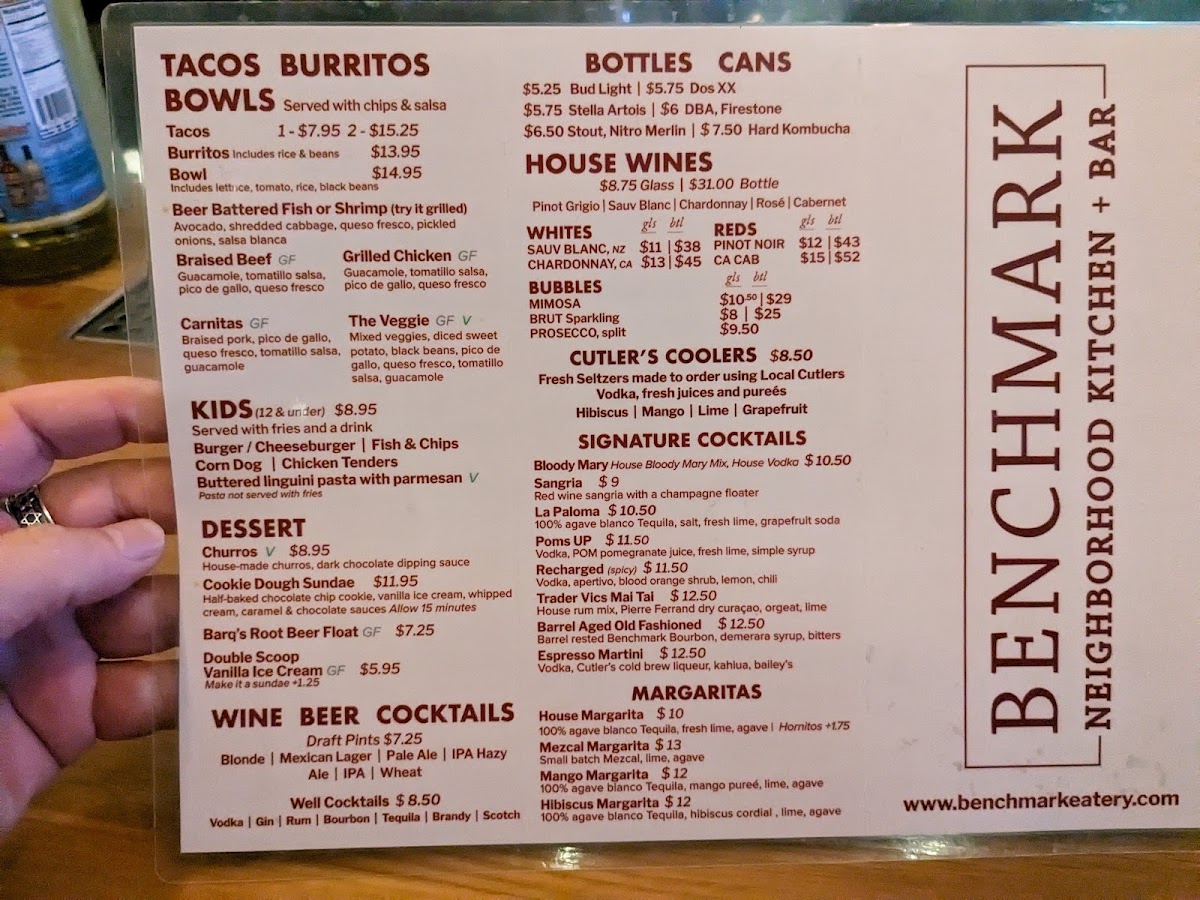 TACOS BURRITOS
BOWLS Served with chips & salsa
Tacos 1 - $7.95 2 - $15.25
Burritos Includes rice & beans $13.95
Bowl $14.95
Includes lettuce, tomato, rice, black beans
Beer Battered Fish or Shrimp (try it grilled)
Avocado, shredded cabbage, queso fresco, pickled
onions, salsa blanca
Braised Beef GF
Guacamole, tomatillo salsa,
pico de gallo, queso fresco
Grilled Chicken GF
Guacamole, tomatillo salsa,
pico de gallo, queso fresco
Carnitas GF
Braised pork, pico de gallo,
queso fresco, tomatillo salsa,
guacamole
The Veggie GF V
Mixed veggies, diced sweet
potato, black beans, pico de
gallo, queso fresco, tomatillo
salsa, guacamole
KIDS (12 & under) $8.95
Served with fries and a drink
Burger / Cheeseburger | Fish & Chips
Corn Dog | Chicken Tenders
Buttered linguini pasta with parmesan V
Pasta not served with fries
DESSERT
Churros V $8.95
House-made churros, dark chocolate dipping sauce
Cookie Dough Sundae $11.95
Half-baked chocolate chip cookie, vanilla ice cream, whipped
cream, caramel & chocolate sauces Allow 15 minutes
Barq's Root Beer Float GF $7.25
Double Scoop
Vanilla Ice Cream GF $5.95
Make it a sundae +1.25
WINE BEER COCKTAILS
Draft Pints $7.25
Blonde | Mexican Lager | Pale Ale | IPA Hazy
Ale | IPA | Wheat
Well Cocktails $8.50
Vodka | Gin | Rum | Bourbon | Tequila | Brandy | Scotch
BOTTLES CANS
$5.25 Bud Light | $5.75 Dos XX
$5.75 Stella Artois | $6 DBA, Firestone
$6.50 Stout, Nitro Merlin | $7.50 Hard Kombucha
HOUSE WINES
$8.75 Glass | $31.00 Bottle
Pinot Grigio | Sauv Blanc | Chardonnay | Rosé | Cabernet
WHITES gls btl
SAUV BLANC, NZ $11 | $38
CHARDONNAY, CA $13 | $45
REDS gls btl
PINOT NOIR $12 | $43
CA CAB $15 | $52
BUBBLES gls btl
MIMOSA $10.50 | $29
BRUT Sparkling $8 | $25
PROSECCO, split $9.50
CUTLER'S COOLERS $8.50
Fresh Seltzers made to order using Local Cutlers
Vodka, fresh juices and pureés
Hibiscus | Mango | Lime | Grapefruit
SIGNATURE COCKTAILS
Bloody Mary House Bloody Mary Mix, House Vodka $10.50
Sangria $9
Red wine sangria with a champagne floater
La Paloma $10.50
100% agave blanco Tequila, salt, fresh lime, grapefruit soda
Poms UP $11.50
Vodka, POM pomegranate juice, fresh lime, simple syrup
Recharged (spicy) $11.50
Vodka, apertivo, blood orange shrub, lemon, chili
Trader Vics Mai Tai $12.50
House rum mix, Pierre Ferrand dry curaçao, orgeat, lime
Barrel Aged Old Fashioned $12.50
Barrel rested Benchmark Bourbon, demerara syrup, bitters
Espresso Martini $12.50
Vodka, Cutler's cold brew liqueur, kahlua, bailey's
MARGARITAS
House Margarita $10
100% agave blanco Tequila, fresh lime, agave | Hornitos +1.75
Mezcal Margarita $13
Small batch Mezcal, lime, agave
Mango Margarita $12
100% agave blanco Tequila, mango pureé, lime, agave
Hibiscus Margarita $12
100% agave blanco Tequila, hibiscus cordial , lime, agave
BENCHMARK
NEIGHBORHOOD KITCHEN + BAR
www.benchmarkeatery.com